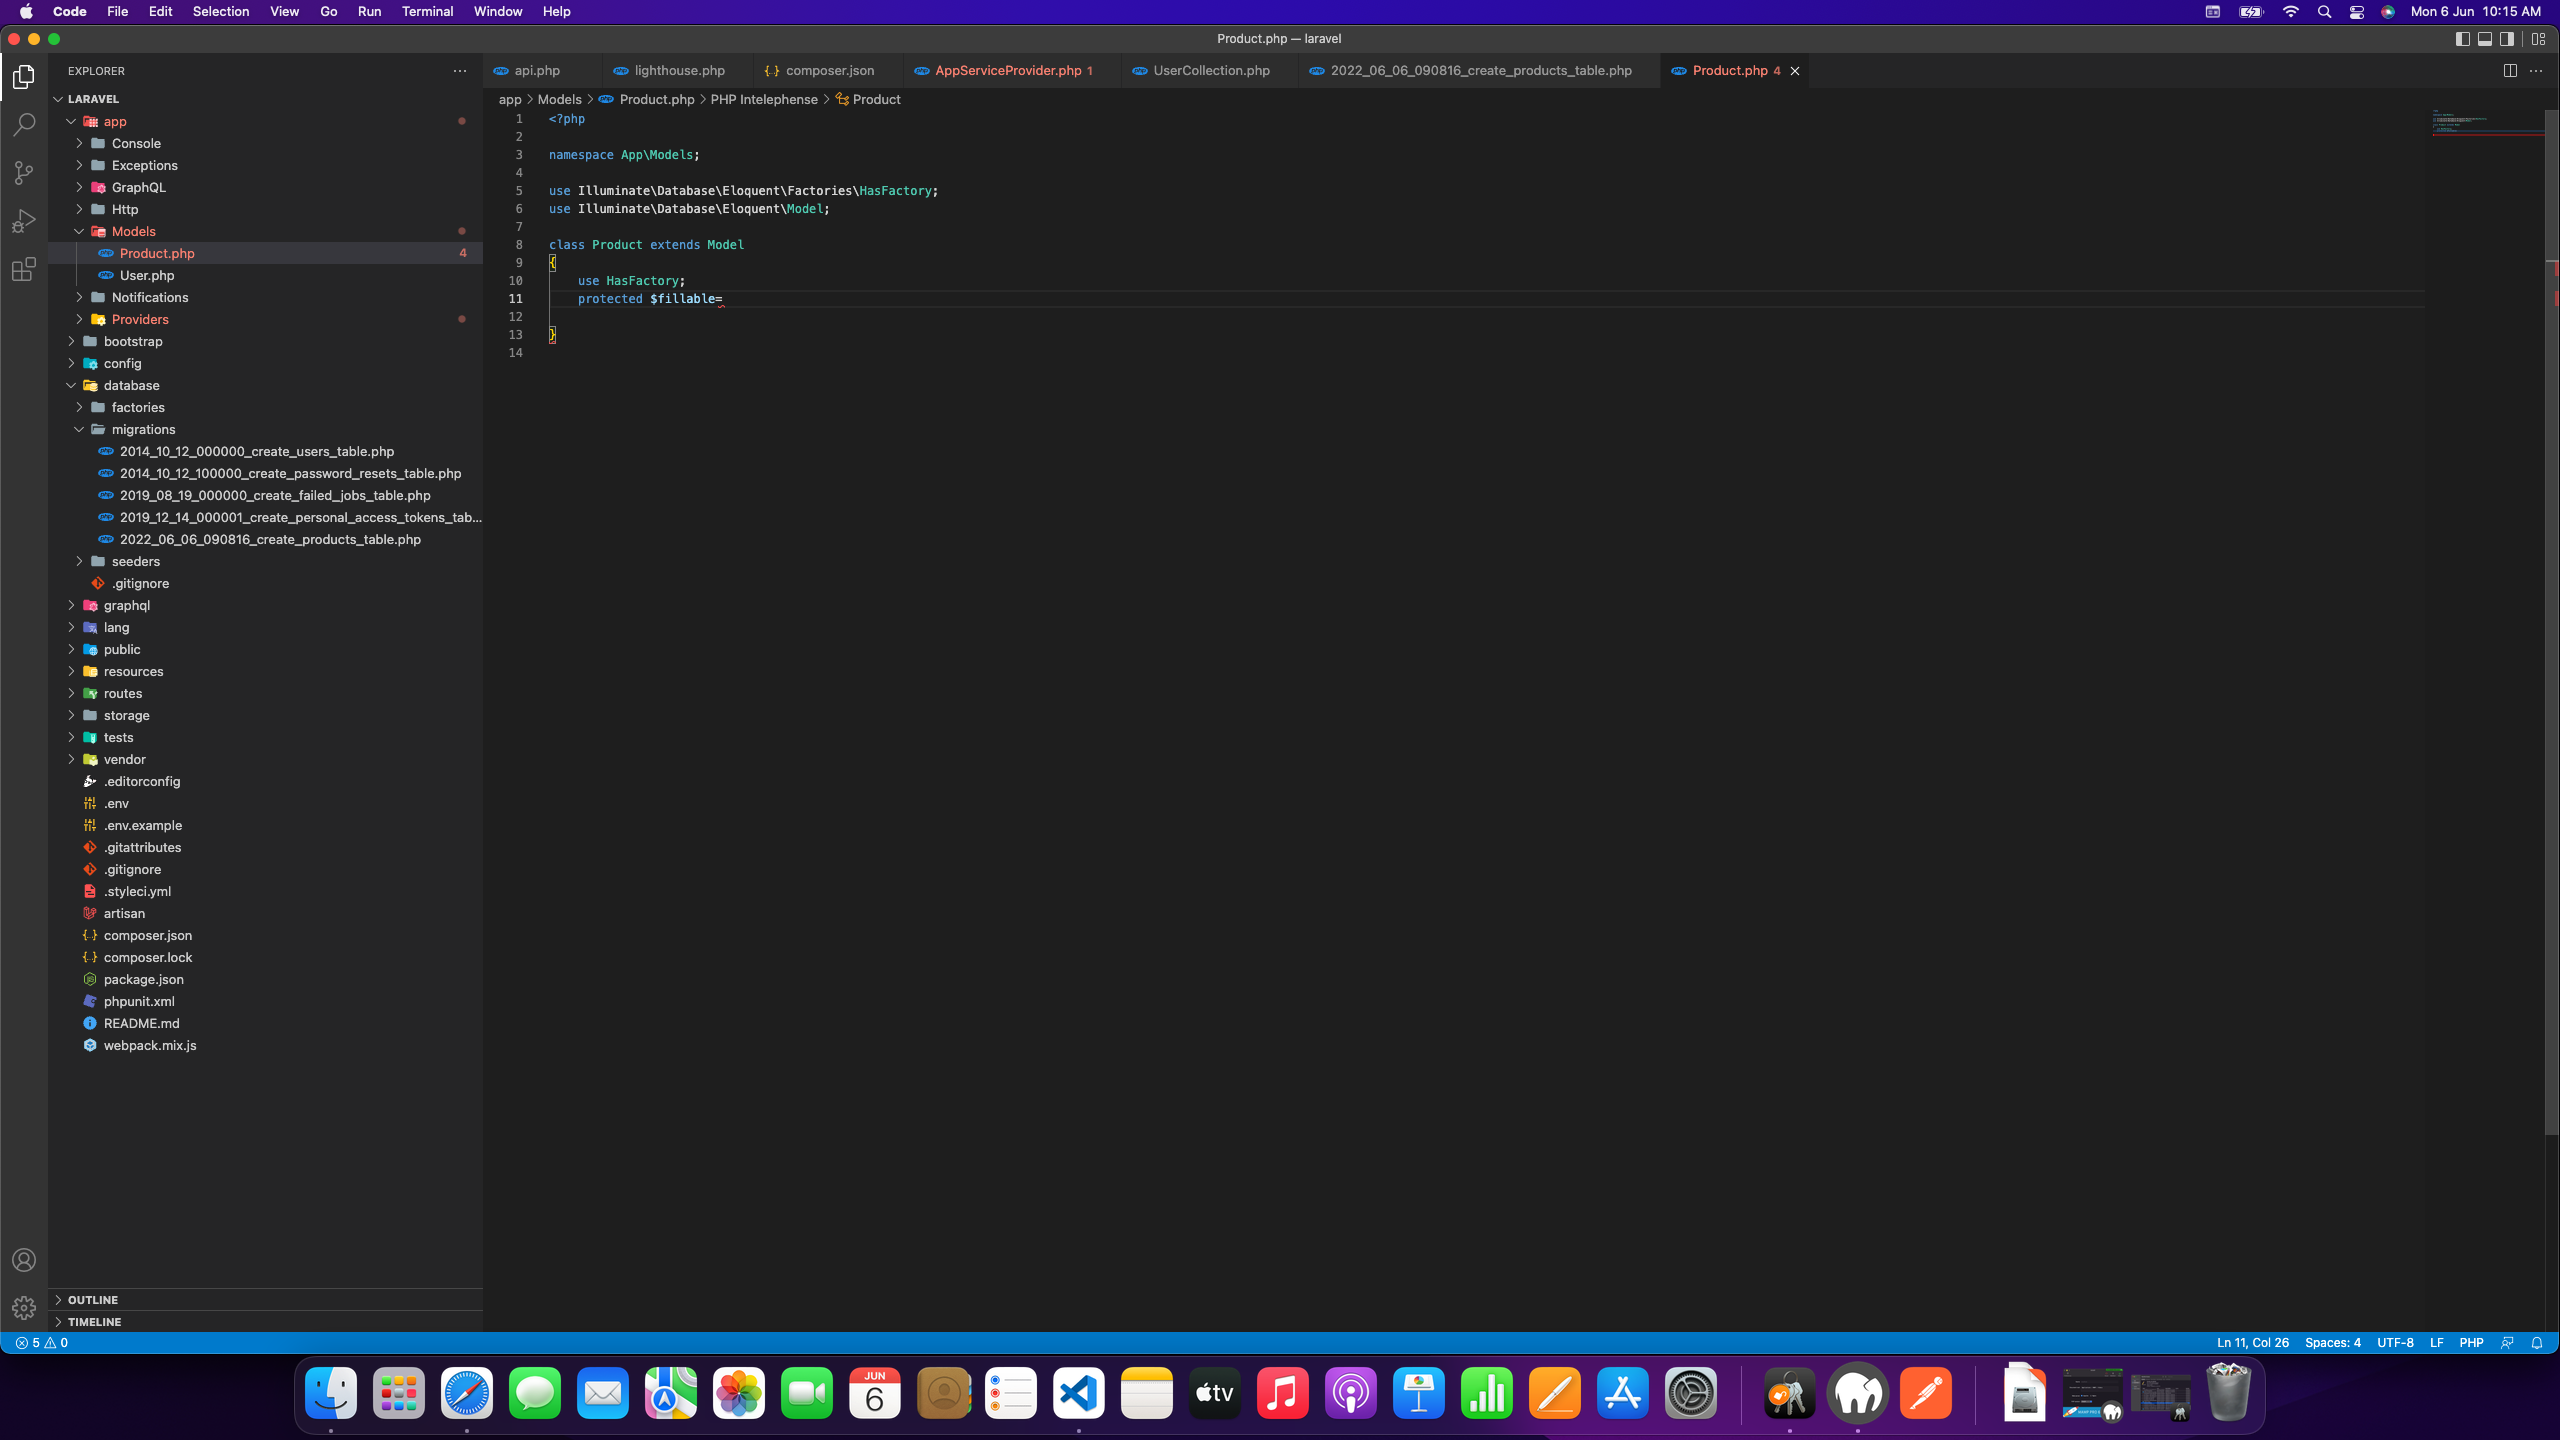 Code File Edit Selection View Go Run Terminal Window Help Mon 6 Jun 10:15 AM
Product.php — laravel
EXPLORER
api.php lighthouse.php {} composer.json AppServiceProvider.php 1 UserCollection.php 2022_06_06_090816_create_products_table.php Product.php 4
app > Models > Product.php > PHP Intelephense > Product
LARAVEL
app
Console
Exceptions
GraphQL
Http
Models
Product.php 4
User.php
Notifications
Providers
bootstrap
config
database
factories
migrations
2014_10_12_000000_create_users_table.php
2014_10_12_100000_create_password_resets_table.php
2019_08_19_000000_create_failed_jobs_table.php
2019_12_14_000001_create_personal_access_tokens_tab...
2022_06_06_090816_create_products_table.php
seeders
.gitignore
graphql
lang
public
resources
routes
storage
tests
vendor
.editorconfig
.env
.env.example
.gitattributes
.gitignore
.styleci.yml
artisan
composer.json
composer.lock
package.json
phpunit.xml
README.md
webpack.mix.js
OUTLINE
TIMELINE
1 <?php
2
3 namespace App\Models;
4
5 use Illuminate\Database\Eloquent\Factories\HasFactory;
6 use Illuminate\Database\Eloquent\Model;
7
8 class Product extends Model
9 {
10 use HasFactory;
11 protected $fillable=
12
13 }
14
5 0 Ln 11, Col 26 Spaces: 4 UTF-8 LF PHP
JUN
6
tv